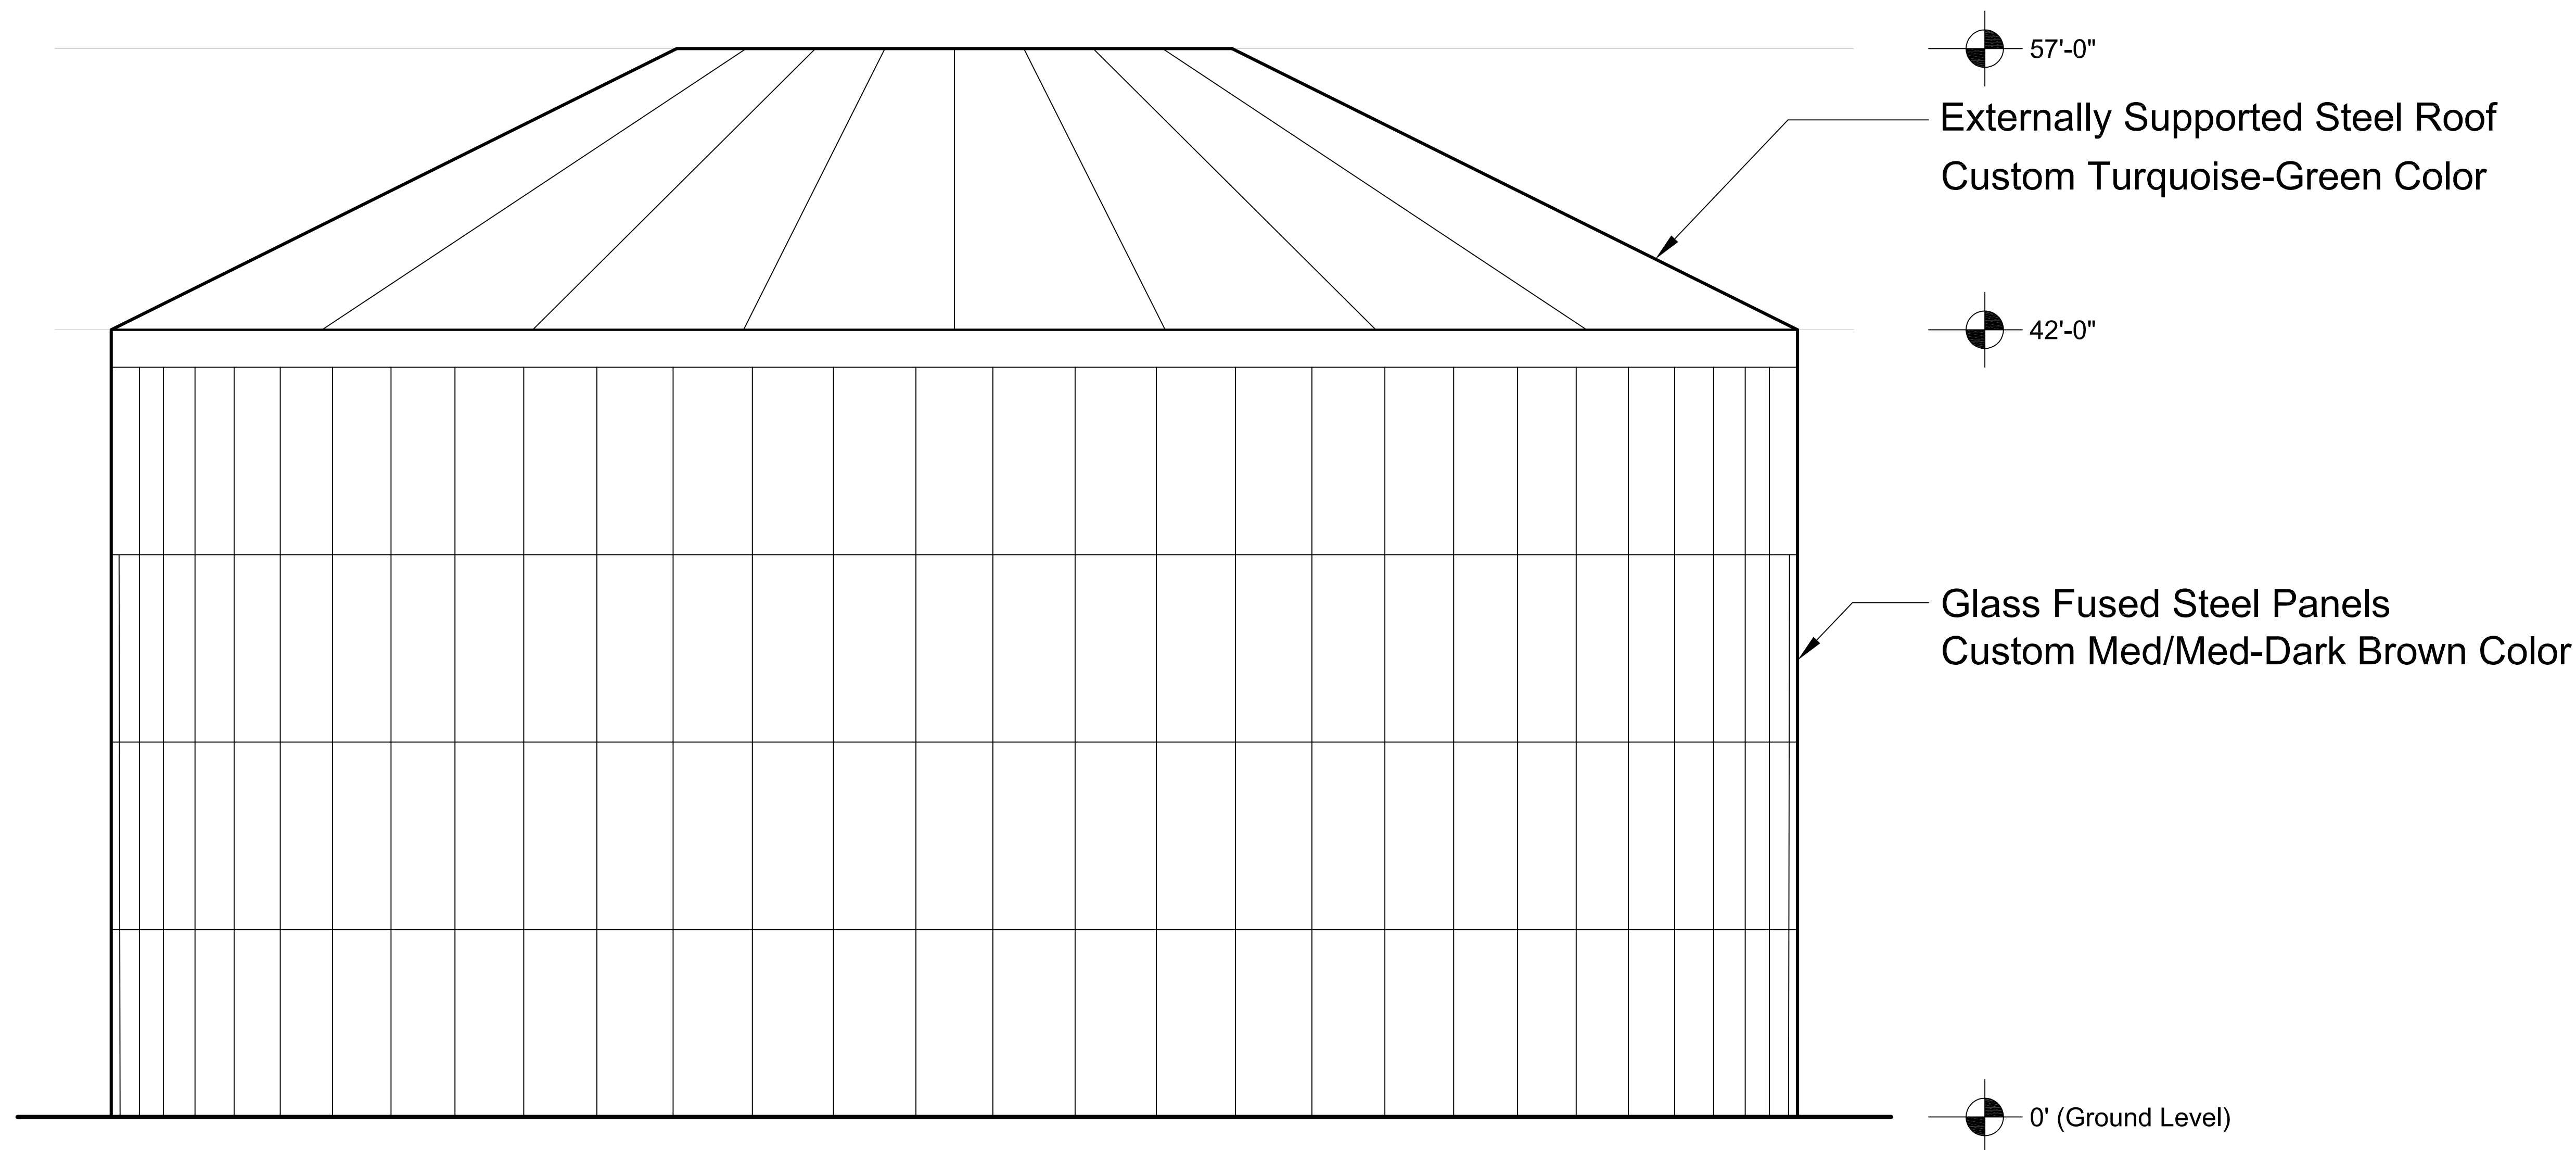 57'-0"
Externally Supported Steel Roof
Custom Turquoise-Green Color
42'-0"
Glass Fused Steel Panels
Custom Med/Med-Dark Brown Color
0' (Ground Level)